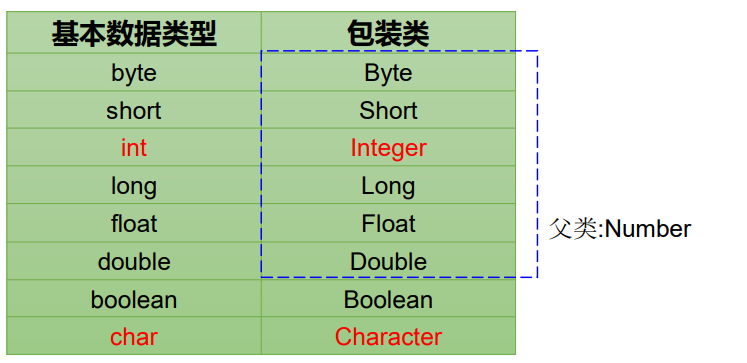 基本数据类型 包装类
byte Byte
short Short
int Integer
long Long
float Float
double Double
boolean Boolean
char Character
父类:Number